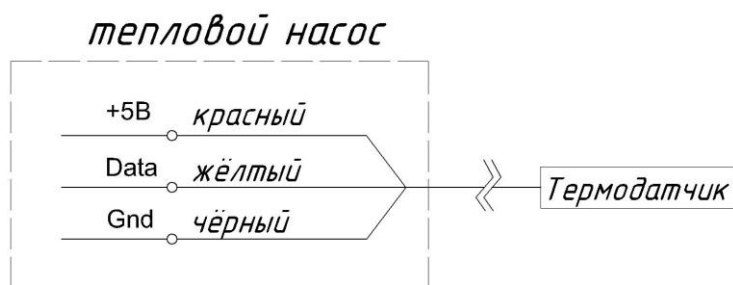 тепловой насос
+5В красный
Data жёлтый
Gnd чёрный
Термодатчик